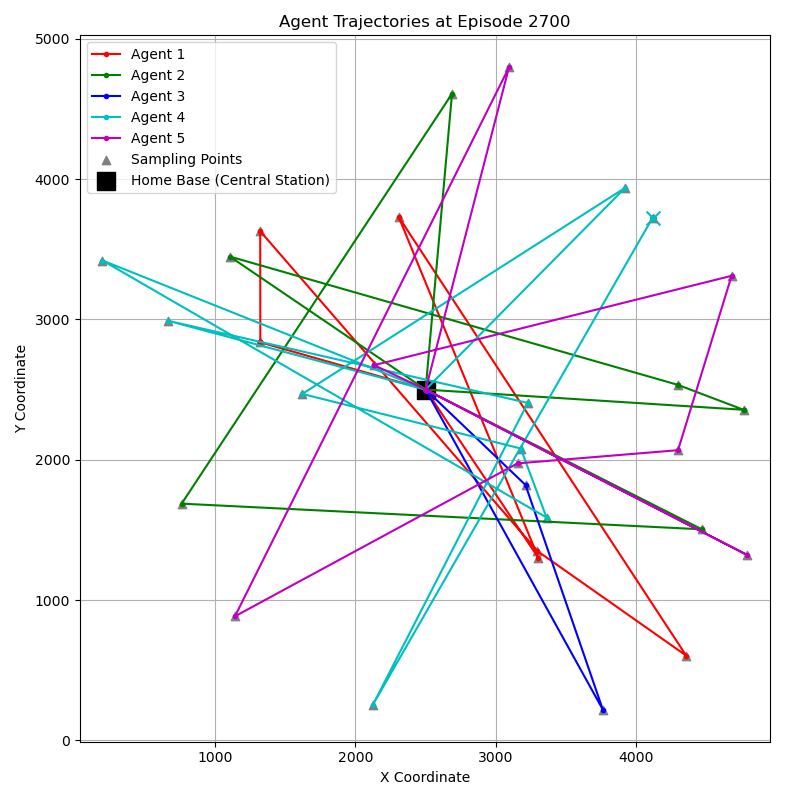 Agent Trajectories at Episode 2700
Agent 1
Agent 2
Agent 3
Agent 4
Agent 5
Sampling Points
Home Base (Central Station)
5000
4000
3000
2000
1000
0
Y Coordinate
1000 2000 3000 4000
X Coordinate